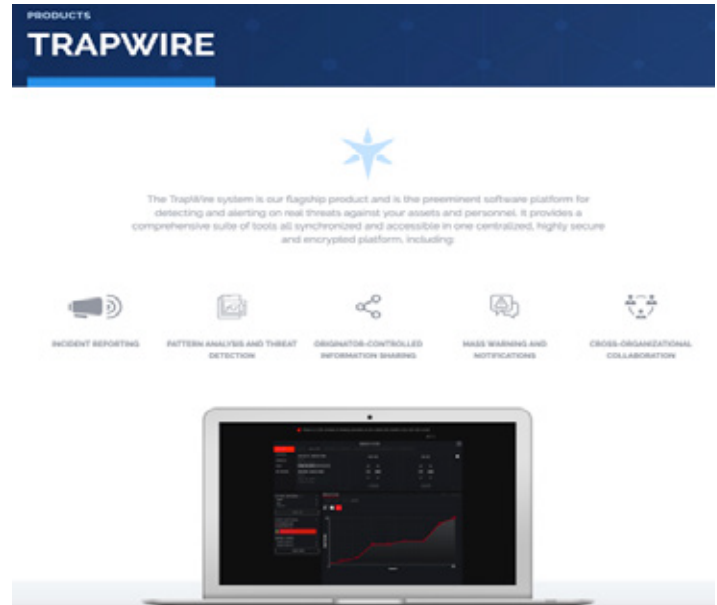 PRODUCTS
TRAPWIRE
The TrapWire system is our flagship product and is the preeminent software platform for
detecting and alerting on real threats against your assets and personnel. It provides a
comprehensive suite of tools all synchronized and accessible in one centralized, highly secure
and encrypted platform, including:
INCIDENT REPORTING
PATTERN ANALYSIS AND THREAT
DETECTION
ORIGINATOR-CONTROLLED
INFORMATION SHARING
MASS WARNING AND
NOTIFICATIONS
CROSS-ORGANIZATIONAL
COLLABORATION